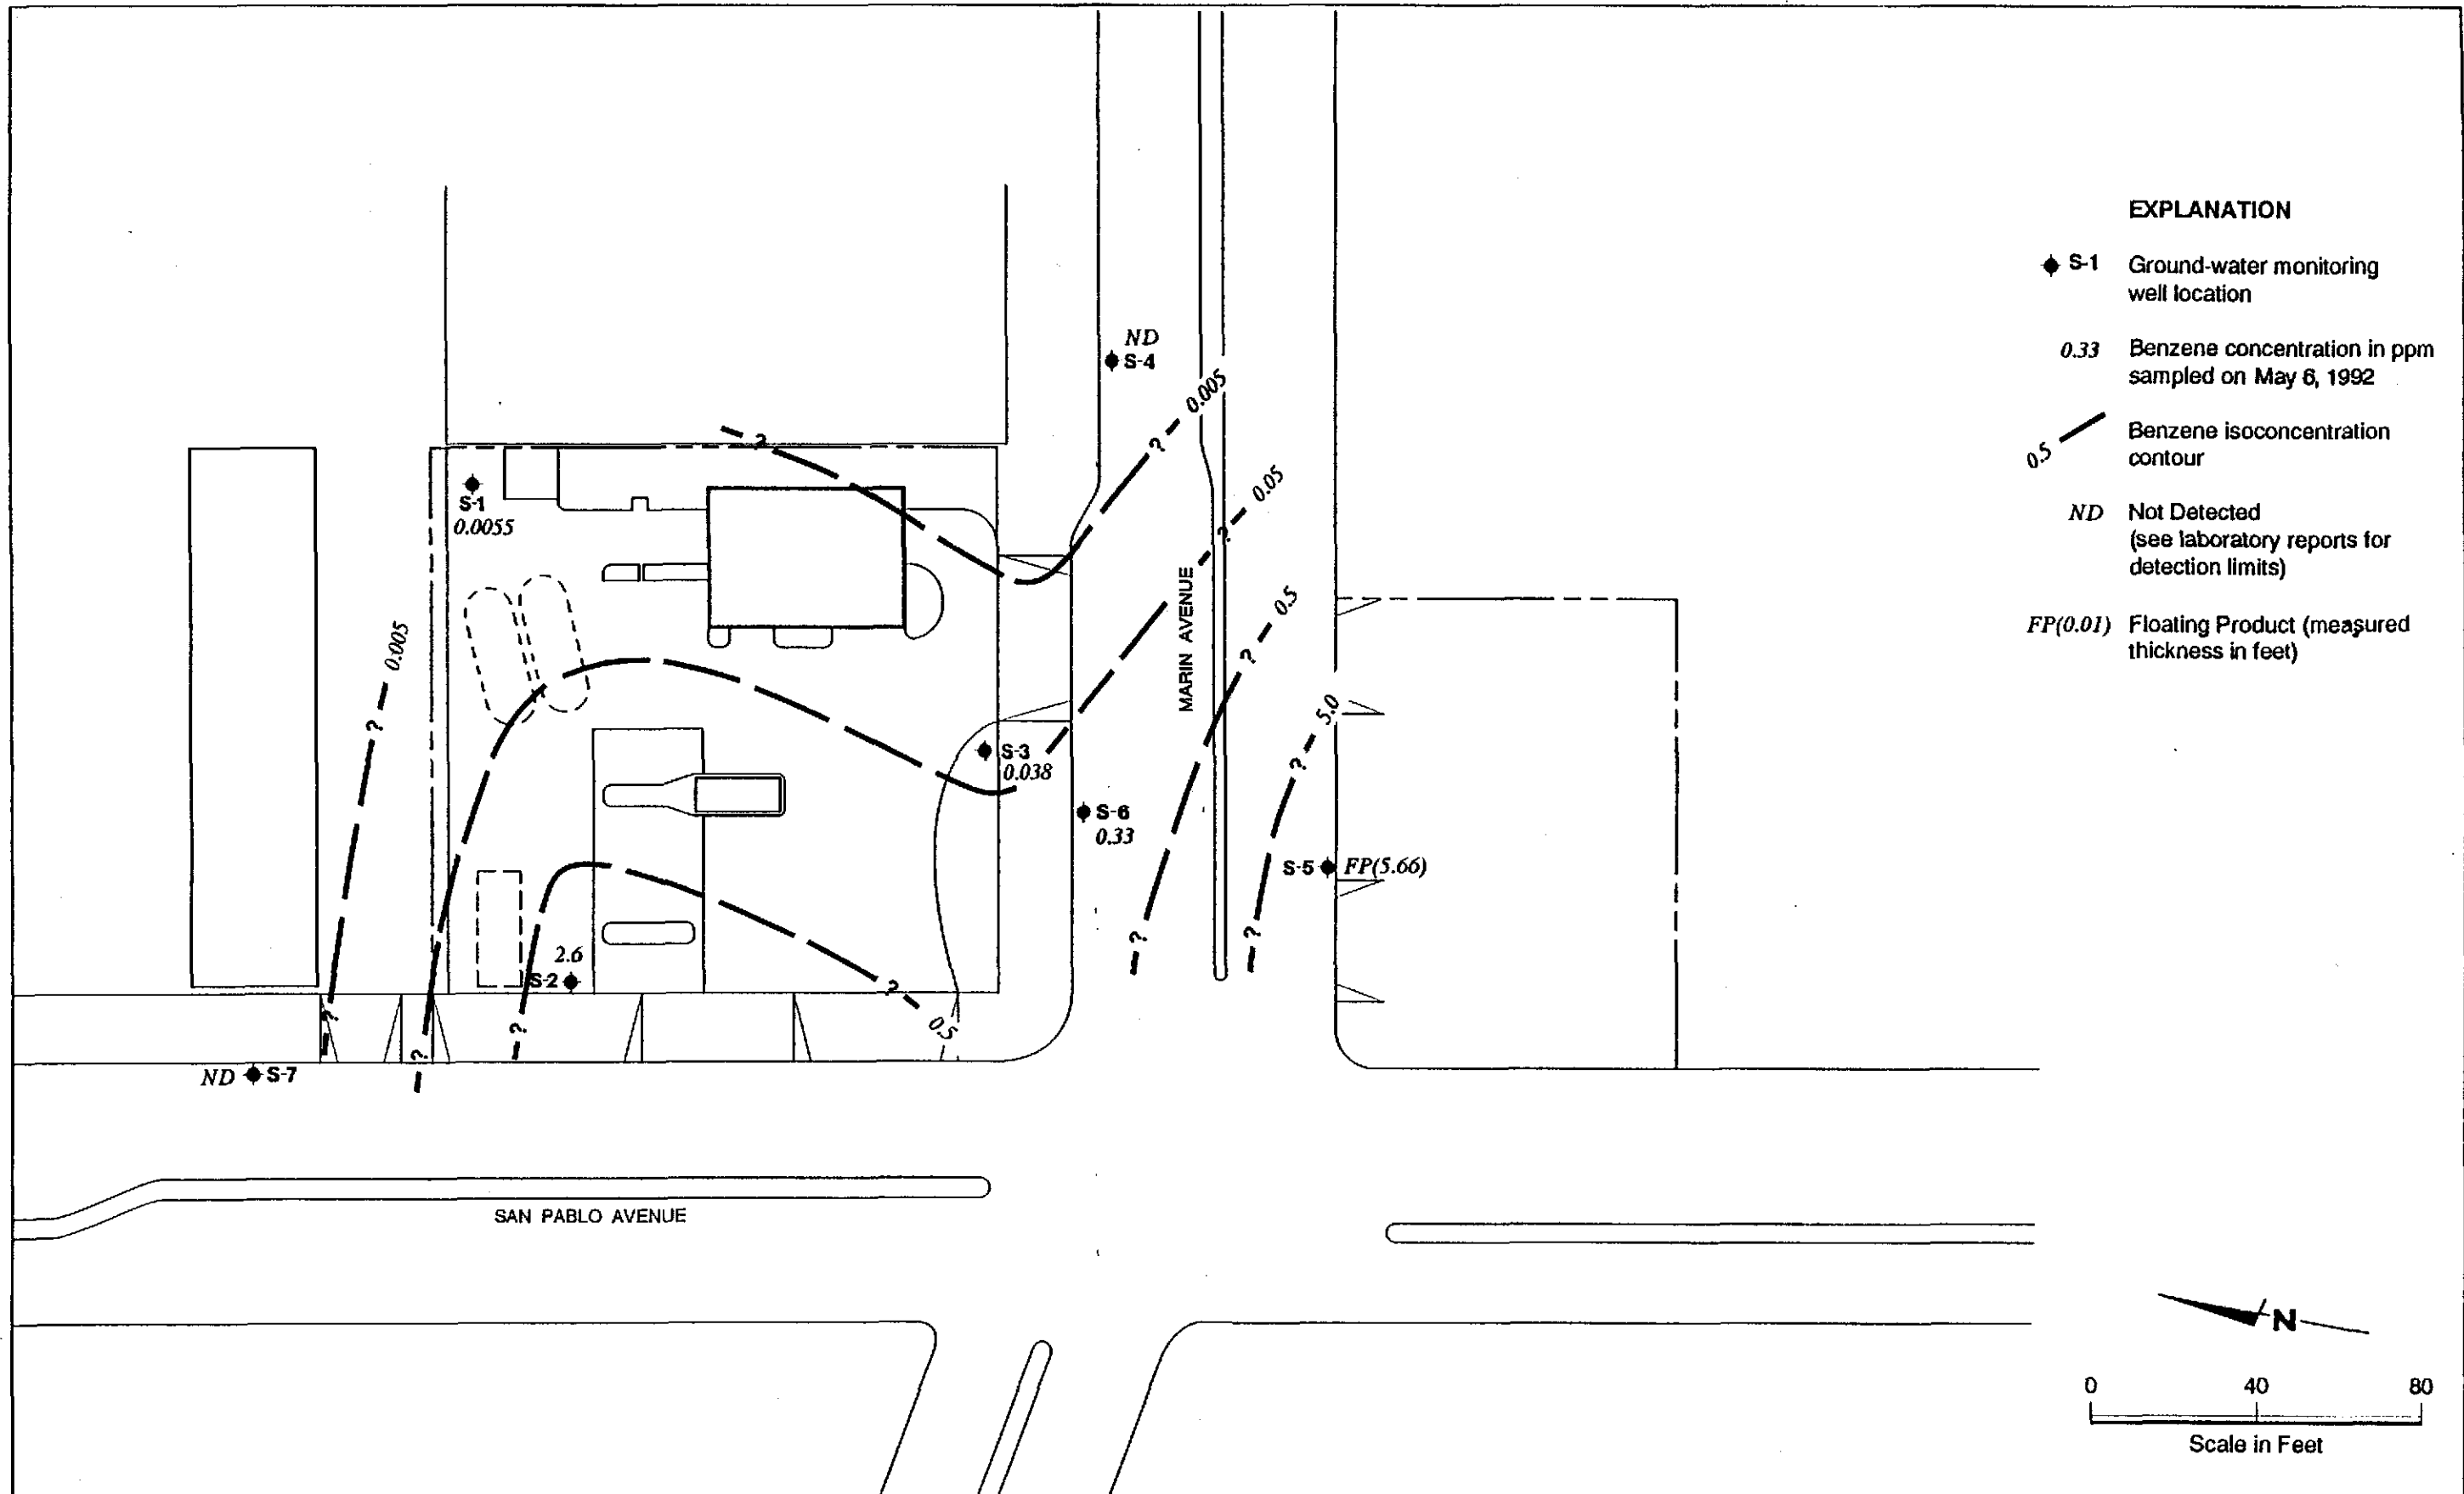 EXPLANATION
S-1 Ground-water monitoring
well location
0.33 Benzene concentration in ppm
sampled on May 6, 1992
0.5 Benzene isoconcentration
contour
ND Not Detected
(see laboratory reports for
detection limits)
FP(0.01) Floating Product (measured
thickness in feet)
ND
S-4
0.005
?
?
0.05
?
S-1
0.0055
0.005
?
MARIN AVENUE
0.5
?
5.0
?
S-3
0.038
S-6
0.33
S-5 FP(5.66)
?
?
2.6
S-2
?
0.5
?
?
?
ND S-7
SAN PABLO AVENUE
N
0 40 80
Scale in Feet